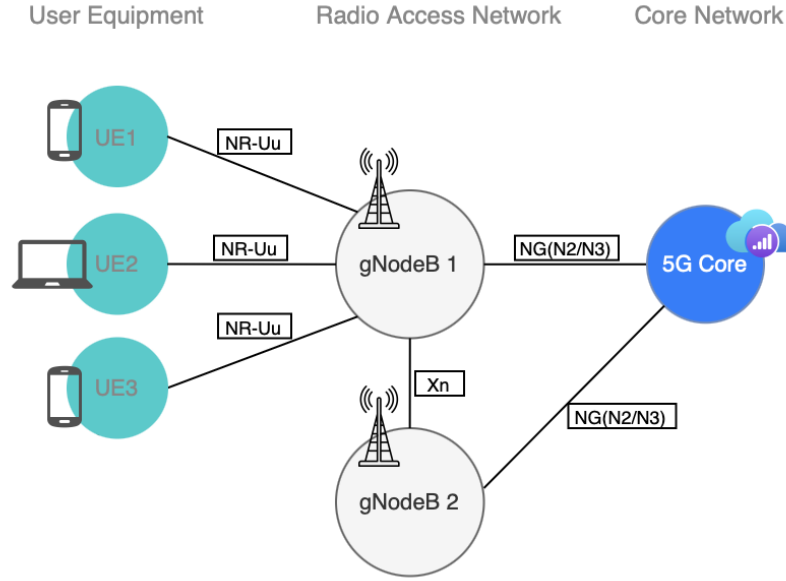 User Equipment
Radio Access Network
Core Network
UE1
NR-Uu
UE2
NR-Uu
gNodeB 1
NG(N2/N3)
5G Core
NR-Uu
UE3
Xn
NG(N2/N3)
gNodeB 2